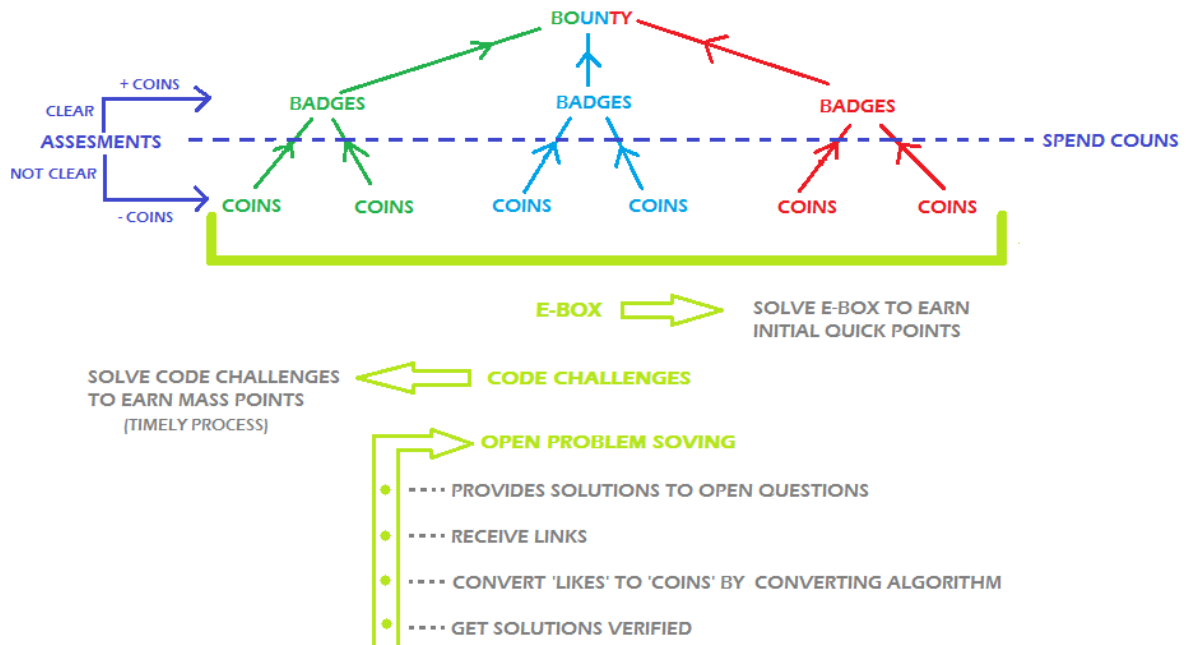 BOUNTY
+ COINS
CLEAR
BADGES
BADGES
BADGES
ASSESMENTS
SPEND COUNS
NOT CLEAR
- COINS
COINS
COINS
COINS
COINS
COINS
COINS
E-BOX
SOLVE E-BOX TO EARN
INITIAL QUICK POINTS
SOLVE CODE CHALLENGES
TO EARN MASS POINTS
(TIMELY PROCESS)
CODE CHALLENGES
OPEN PROBLEM SOVING
PROVIDES SOLUTIONS TO OPEN QUESTIONS
RECEIVE LINKS
CONVERT 'LIKES' TO 'COINS' BY CONVERTING ALGORITHM
GET SOLUTIONS VERIFIED